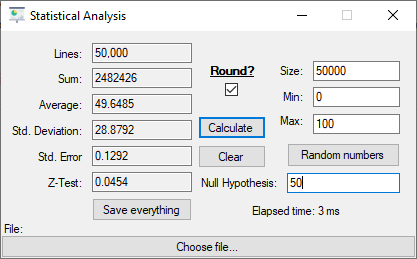 Statistical Analysis
Lines: 50,000
Sum: 2482426
Average: 49.6485
Std. Deviation: 28.8792
Std. Error 0.1292
Z-Test: 0.0454
Save everything
Round?
Calculate
Clear
Size: 50000
Min: 0
Max: 100
Random numbers
Null Hypothesis: 50
Elapsed time: 3 ms
File:
Choose file...